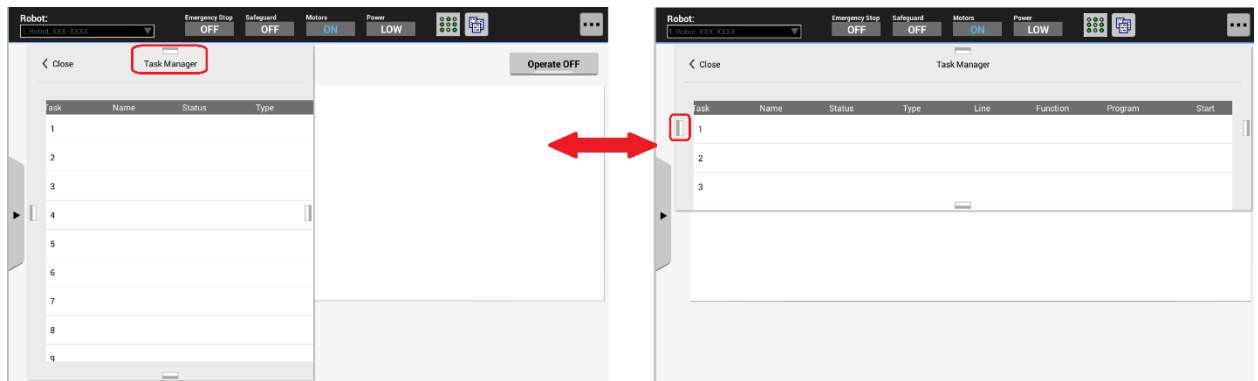 Robot: Emergency Stop Safeguard Motors Power
1, Robot, XXX-XXXX OFF OFF ON LOW
Close Task Manager Operate OFF
Task Name Status Type
1
2
3
4
5
6
7
8
9
Robot: Emergency Stop Safeguard Motors Power
1, Robot, XXX-XXXX OFF OFF ON LOW
Close Task Manager
Task Name Status Type Line Function Program Start
1
2
3